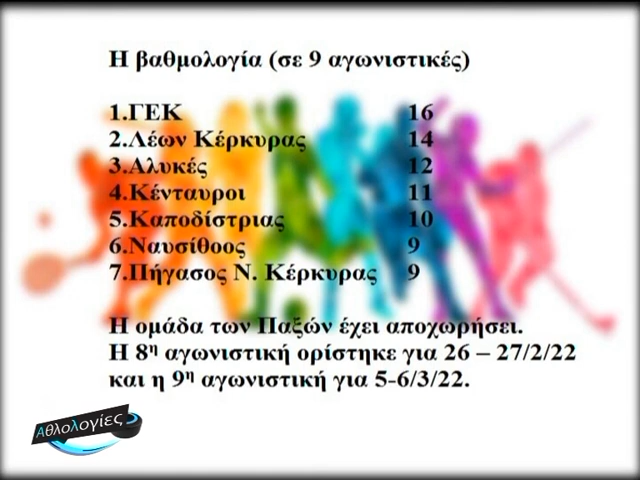 Η βαθμολογία (σε 9 αγωνιστικές)
1.ΓΕΚ 16
2.Λέων Κέρκυρας 14
3.Αλυκές 12
4.Κένταυροι 11
5.Καποδίστριας 10
6.Ναυσίθοος 9
7.Πήγασος Ν. Κέρκυρας 9
Η ομάδα των Παξών έχει αποχωρήσει.
Η 8η αγωνιστική ορίστηκε για 26 – 27/2/22
και η 9η αγωνιστική για 5-6/3/22.
Αθλολογίες